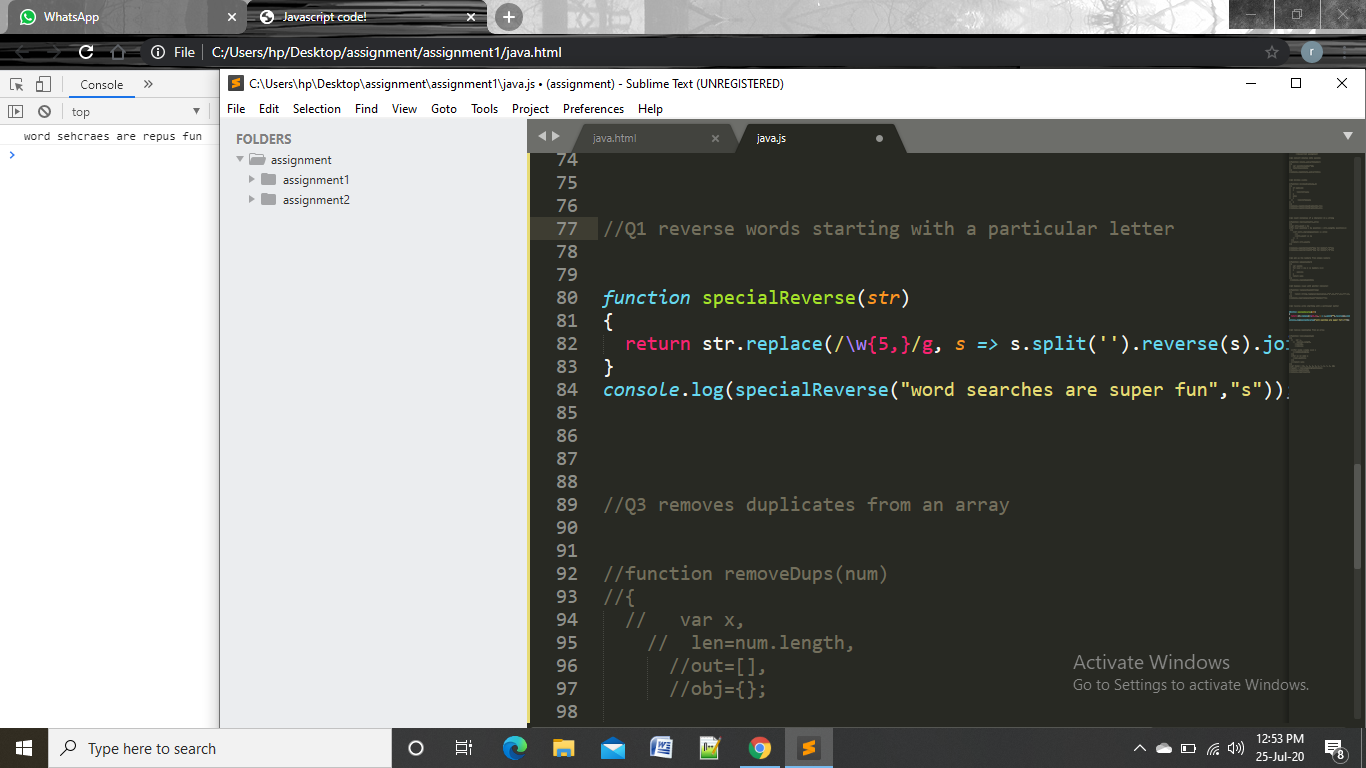 WhatsApp
Javascript code!
File C:/Users/hp/Desktop/assignment/assignment1/java.html
r
Console »
top
word sehcraes are repus fun
C:\Users\hp\Desktop\assignment\assignment1\java.js • (assignment) - Sublime Text (UNREGISTERED)
File Edit Selection Find View Goto Tools Project Preferences Help
FOLDERS
assignment
assignment1
assignment2
java.html
java.js
74
75
76
77 //Q1 reverse words starting with a particular letter
78
79
80 function specialReverse(str)
81 {
82 return str.replace(/\w{5,}/g, s => s.split('').reverse(s).joi
83 }
84 console.log(specialReverse("word searches are super fun","s"));
85
86
87
88
89 //Q3 removes duplicates from an array
90
91
92 //function removeDups(num)
93 //{
94 // var x,
95 // len=num.length,
96 //out=[],
97 //obj={};
98
Activate Windows
Go to Settings to activate Windows.
Type here to search
12:53 PM
25-Jul-20
8